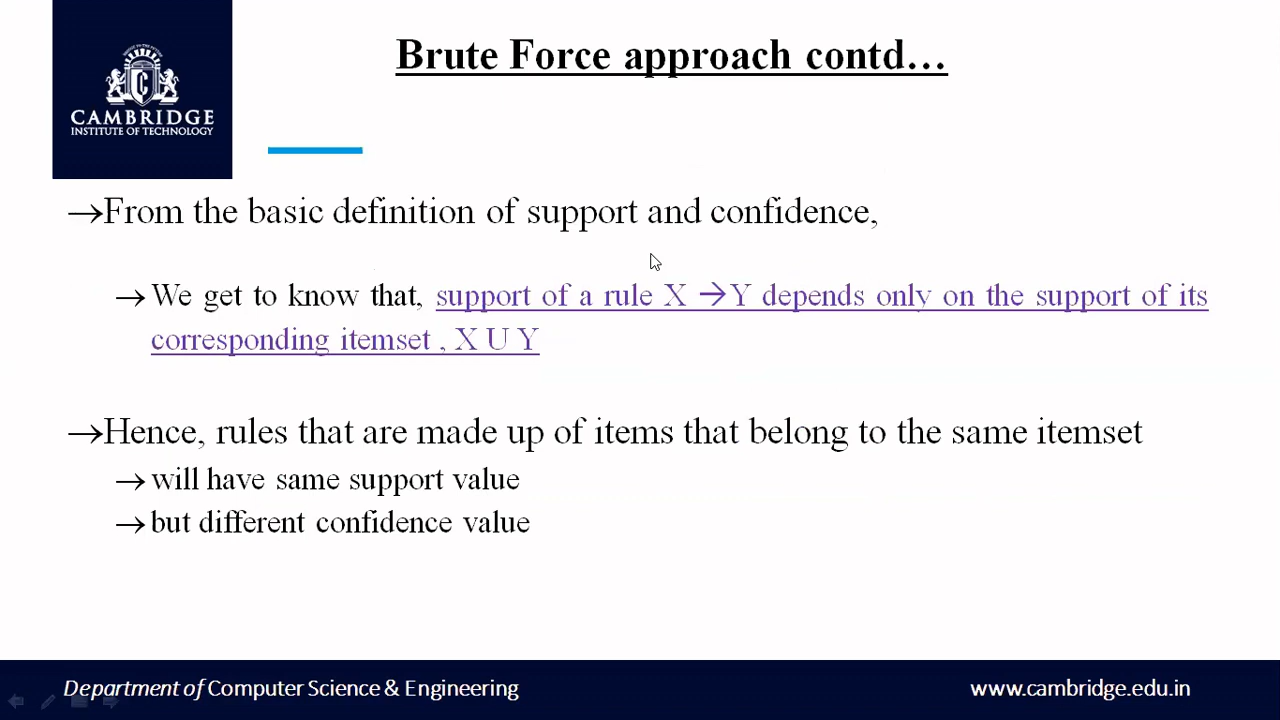 Brute Force approach contd…
CAMBRIDGE
INSTITUTE OF TECHNOLOGY
→From the basic definition of support and confidence,
→ We get to know that, support of a rule X →Y depends only on the support of its
corresponding itemset , X U Y
→Hence, rules that are made up of items that belong to the same itemset
→ will have same support value
→ but different confidence value
Department of Computer Science & Engineering
www.cambridge.edu.in